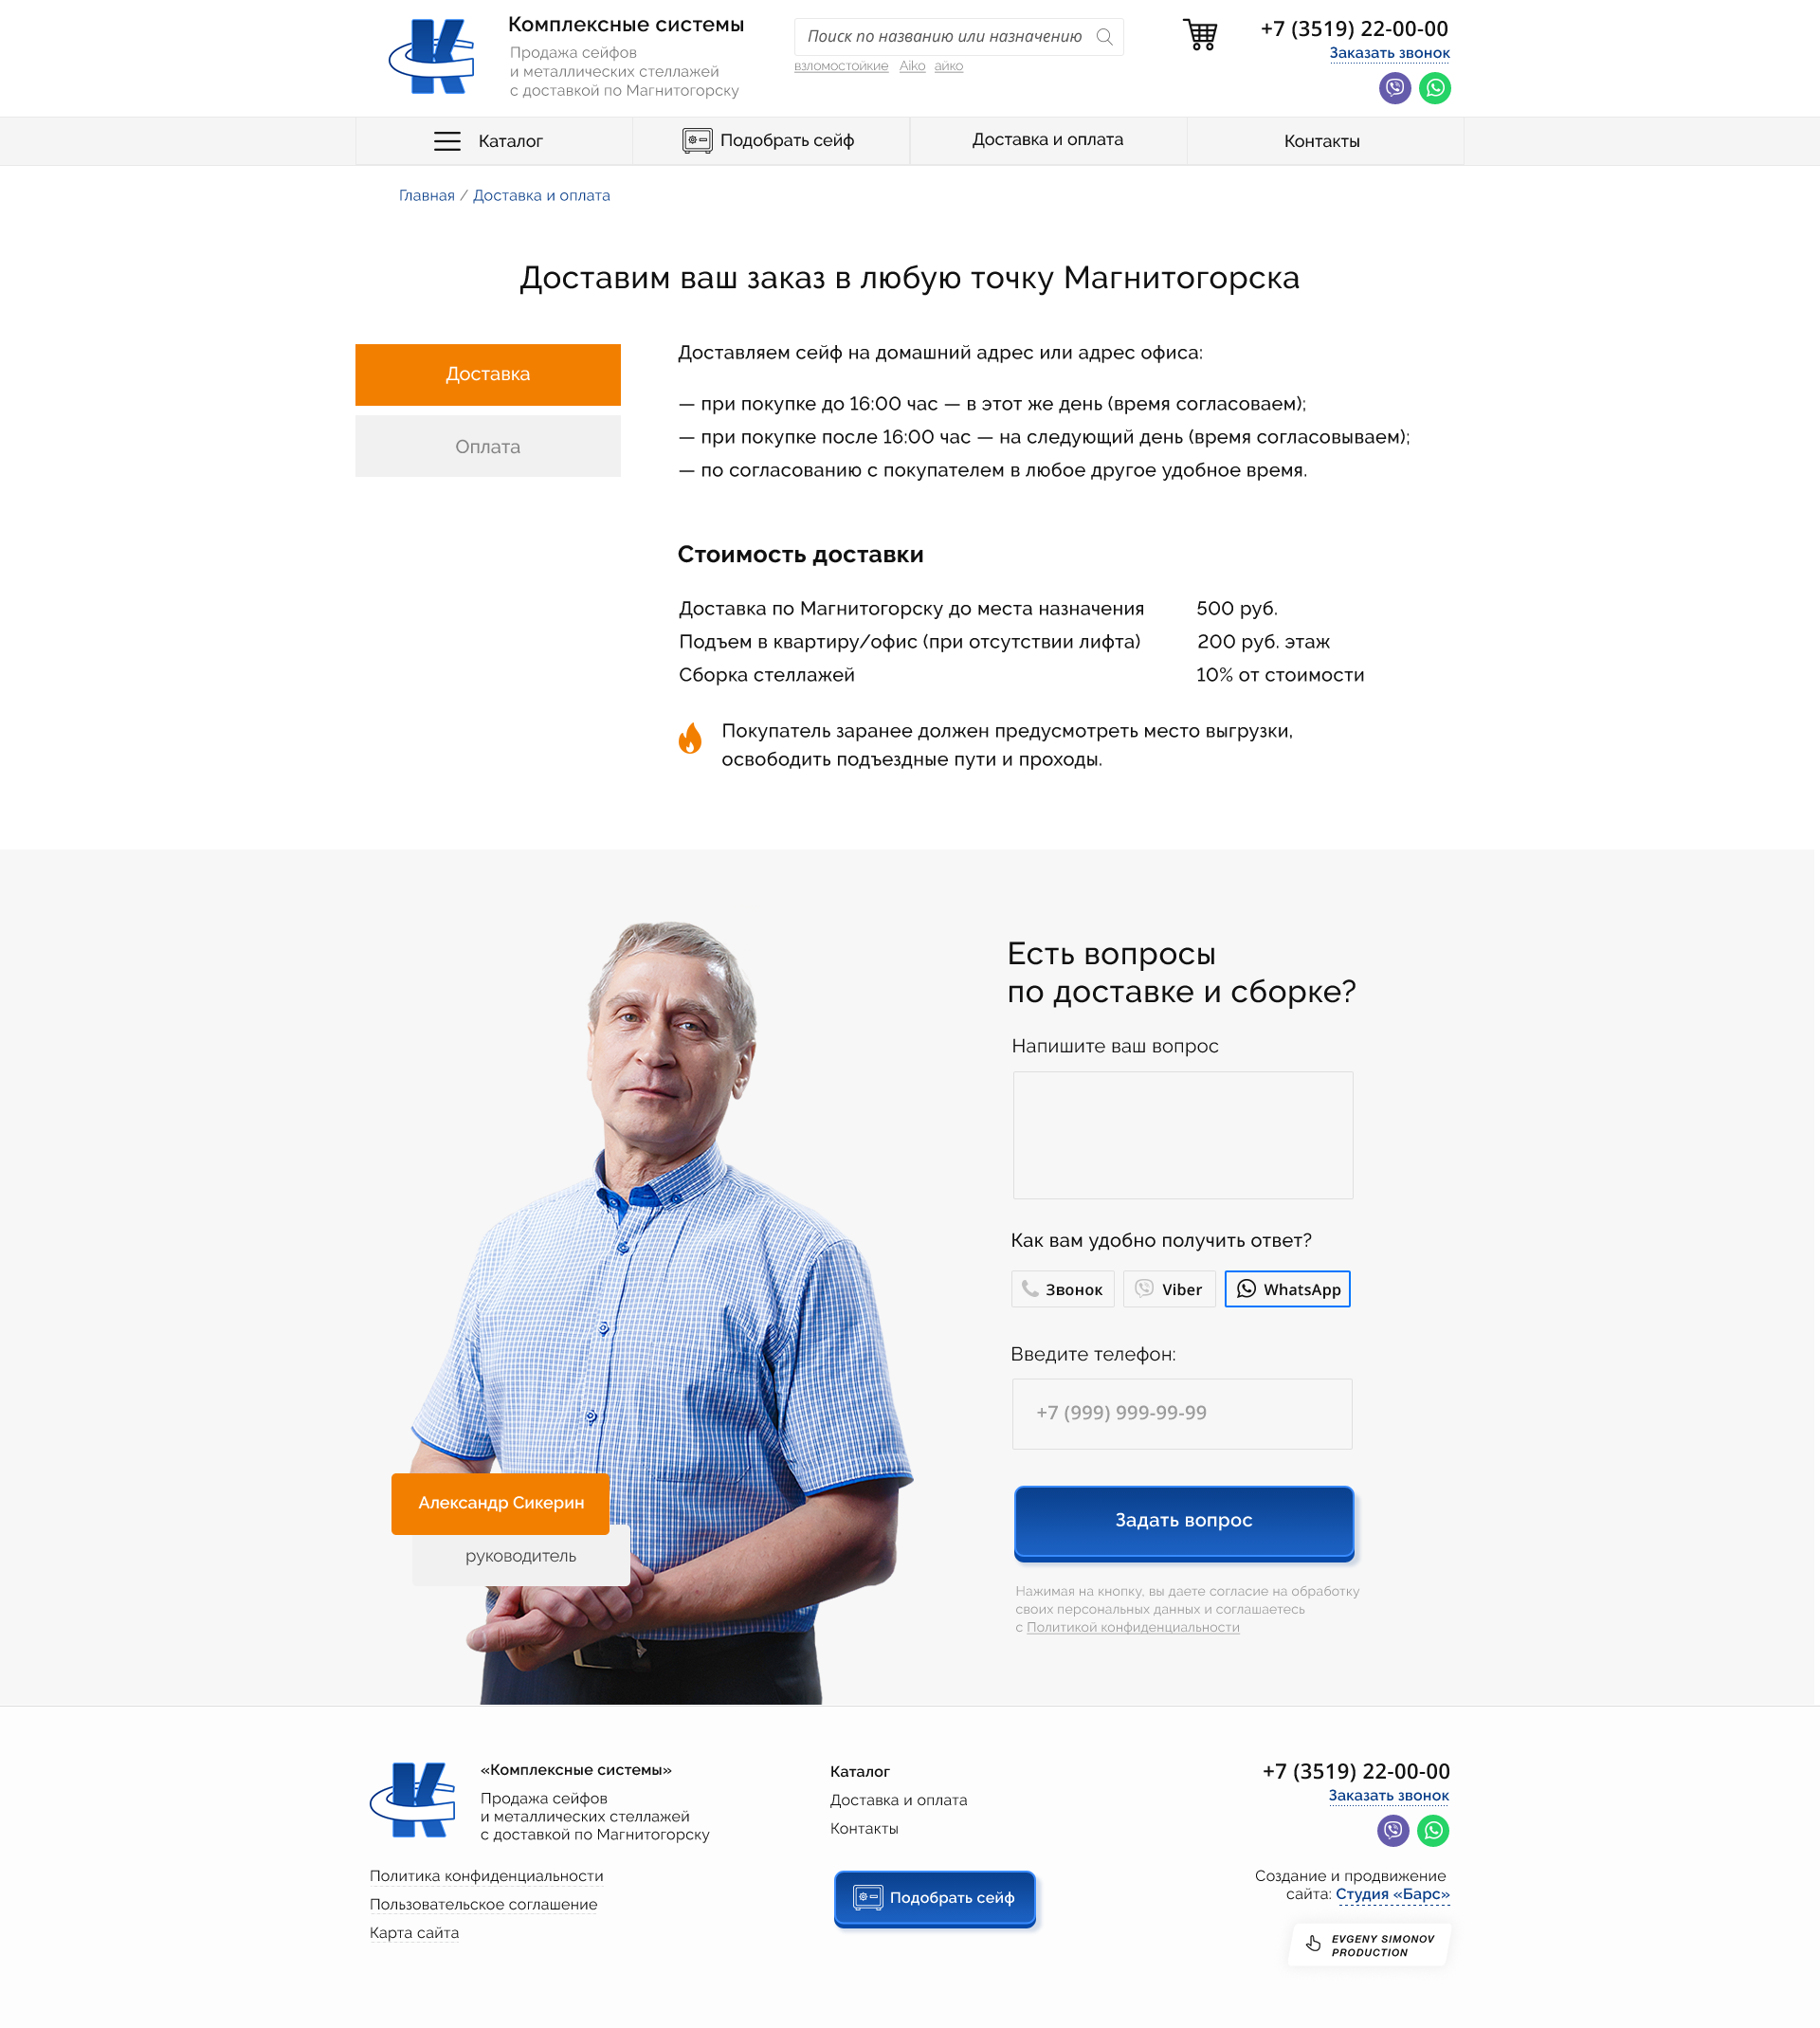 Комплексные системы
Продажа сейфов
и металлических стеллажей
с доставкой по Магнитогорску
Поиск по названию или назначению
взломостойкие Aiko айко
+7 (3519) 22-00-00
Заказать звонок
Каталог
Подобрать сейф
Доставка и оплата
Контакты
Главная / Доставка и оплата
Доставим ваш заказ в любую точку Магнитогорска
Доставка
Оплата
Доставляем сейф на домашний адрес или адрес офиса:
— при покупке до 16:00 час — в этот же день (время согласоваем);
— при покупке после 16:00 час — на следующий день (время согласовываем);
— по согласованию с покупателем в любое другое удобное время.
Стоимость доставки
Доставка по Магнитогорску до места назначения 500 руб.
Подъем в квартиру/офис (при отсутствии лифта) 200 руб. этаж
Сборка стеллажей 10% от стоимости
Покупатель заранее должен предусмотреть место выгрузки,
освободить подъездные пути и проходы.
Есть вопросы
по доставке и сборке?
Напишите ваш вопрос
Как вам удобно получить ответ?
Звонок Viber WhatsApp
Введите телефон:
+7 (999) 999-99-99
Задать вопрос
Нажимая на кнопку, вы даете согласие на обработку
своих персональных данных и соглашаетесь
с Политикой конфиденциальности
Александр Сикерин
руководитель
«Комплексные системы»
Продажа сейфов
и металлических стеллажей
с доставкой по Магнитогорску
Политика конфиденциальности
Пользовательское соглашение
Карта сайта
Каталог
Доставка и оплата
Контакты
Подобрать сейф
+7 (3519) 22-00-00
Заказать звонок
Создание и продвижение
сайта: Студия «Барс»
EVGENY SIMONOV
PRODUCTION